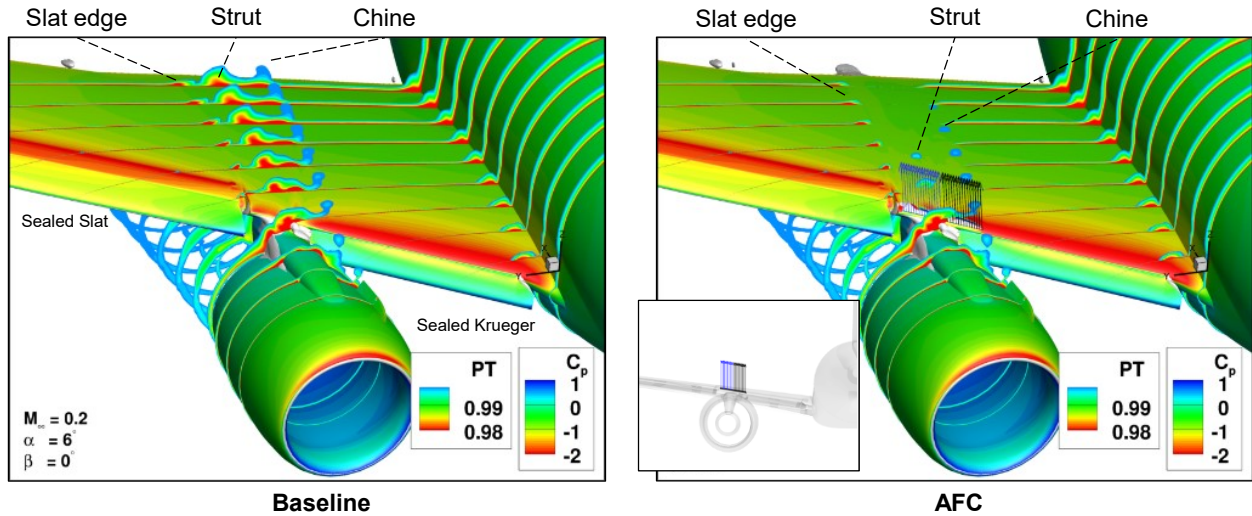 Slat edge Strut Chine
Sealed Slat
Sealed Krueger
PT
0.99
0.98
Cp
1
0
-1
-2
M∞ = 0.2
α = 6°
β = 0°
Baseline
Slat edge Strut Chine
PT
0.99
0.98
Cp
1
0
-1
-2
AFC